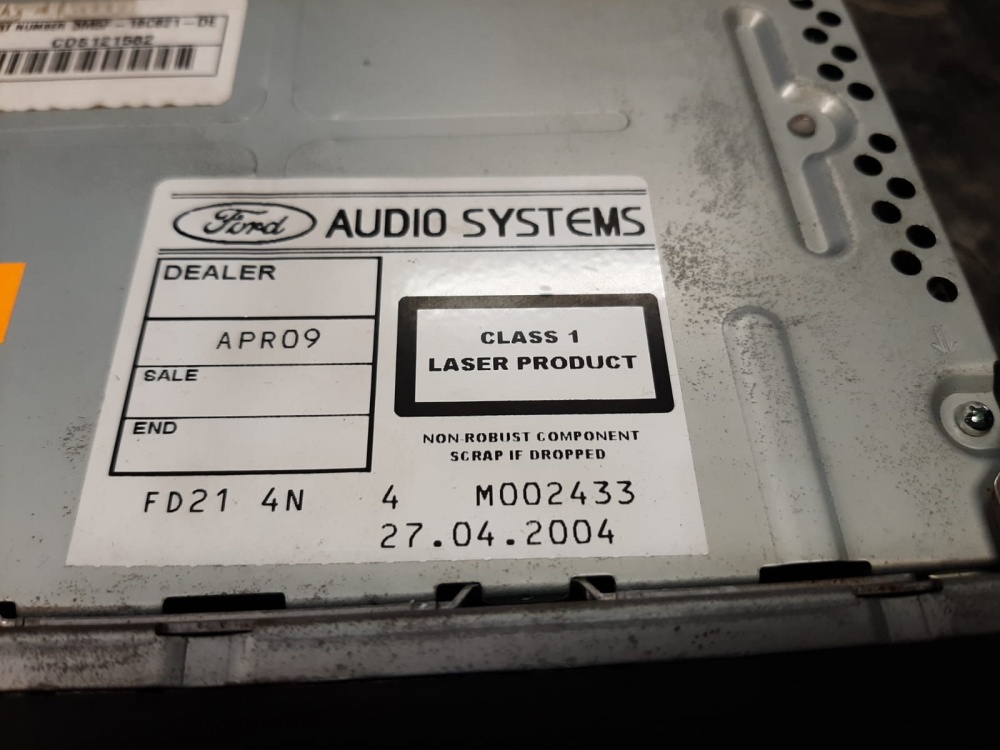 CD5121582
Ford AUDIO SYSTEMS
DEALER
APR09
SALE
END
CLASS 1
LASER PRODUCT
NON-ROBUST COMPONENT
SCRAP IF DROPPED
FD21 4N 4 M002433
27.04.2004